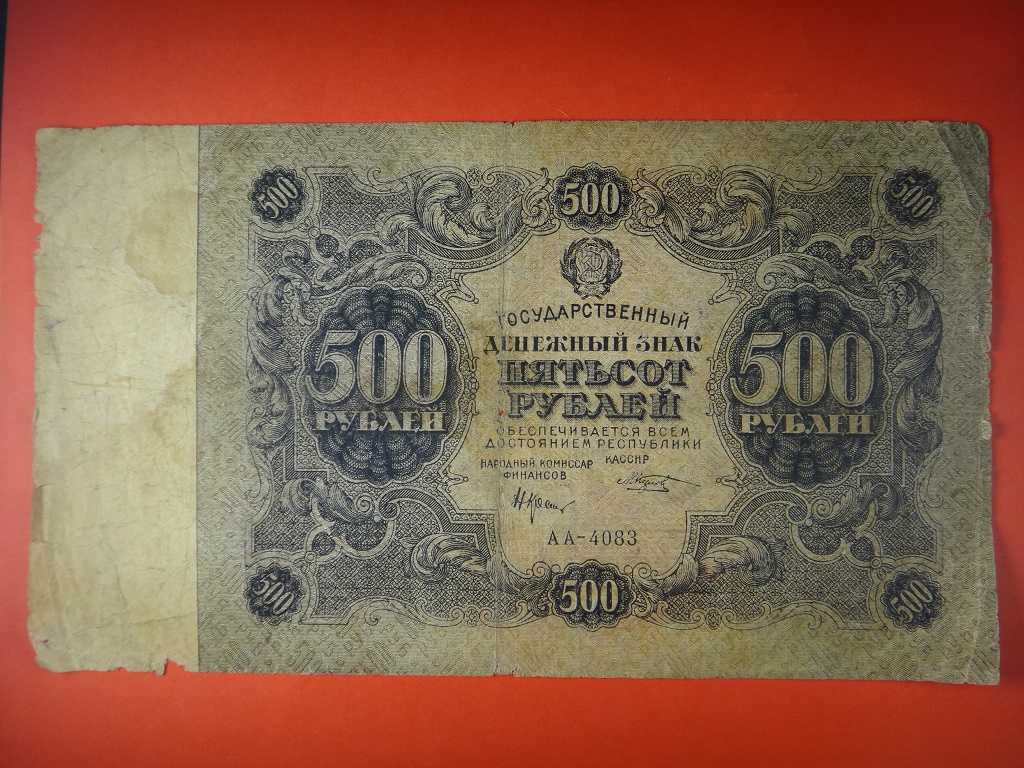 500 500 500
ГОСУДАРСТВЕННЫЙ
ДЕНЕЖНЫЙ ЗНАК
500 ПЯТЬСОТ 500
РУБЛЕЙ РУБЛЕЙ РУБЛЕЙ
ОБЕСПЕЧИВАЕТСЯ ВСЕМ
ДОСТОЯНИЕМ РЕСПУБЛИКИ
НАРОДНЫЙ КОМИССАР КАССИР
ФИНАНСОВ
АА-4083
500 500 500